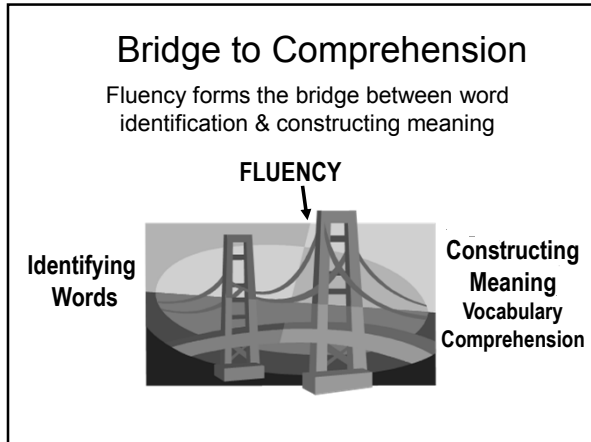 Bridge to Comprehension
Fluency forms the bridge between word
identification & constructing meaning
FLUENCY
Identifying
Words
Constructing
Meaning
Vocabulary
Comprehension